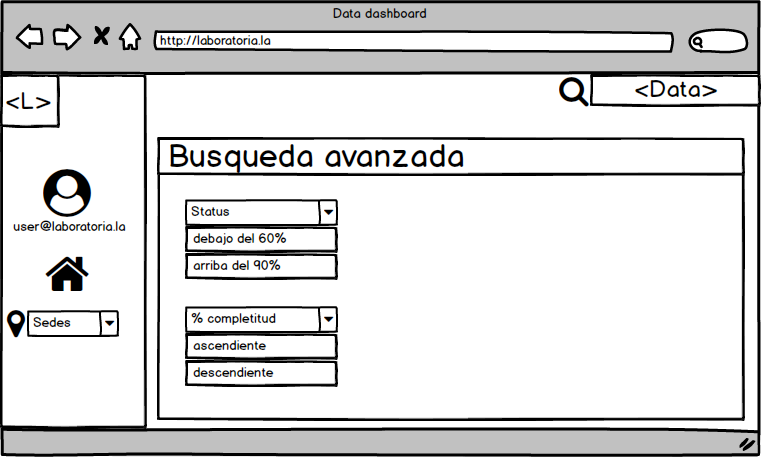 Data dashboard
http://laboratoria.la
<L>
<Data>
user@laboratoria.la
Sedes
Busqueda avanzada
Status
debajo del 60%
arriba del 90%
% completitud
ascendiente
descendiente